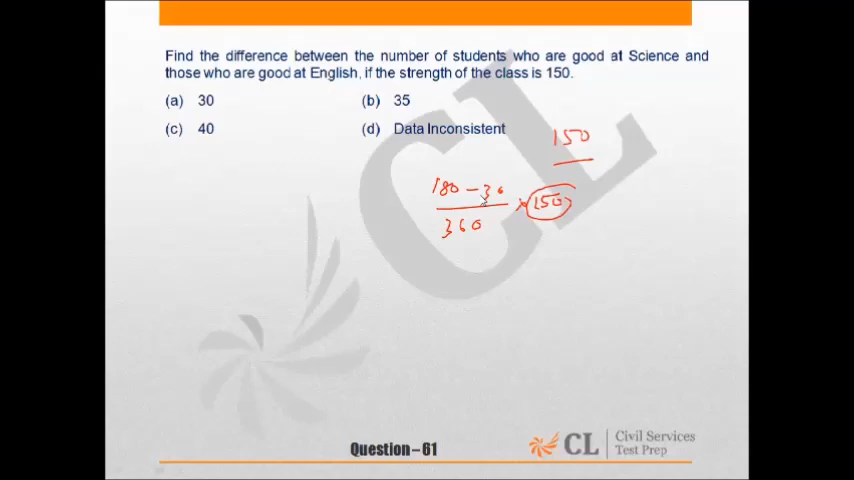 Find the difference between the number of students who are good at Science and
those who are good at English, if the strength of the class is 150.
(a) 30
(b) 35
(c) 40
(d) Data Inconsistent
150
180 - 30
360
× 150
CL
Question – 61
CL
Civil Services
Test Prep